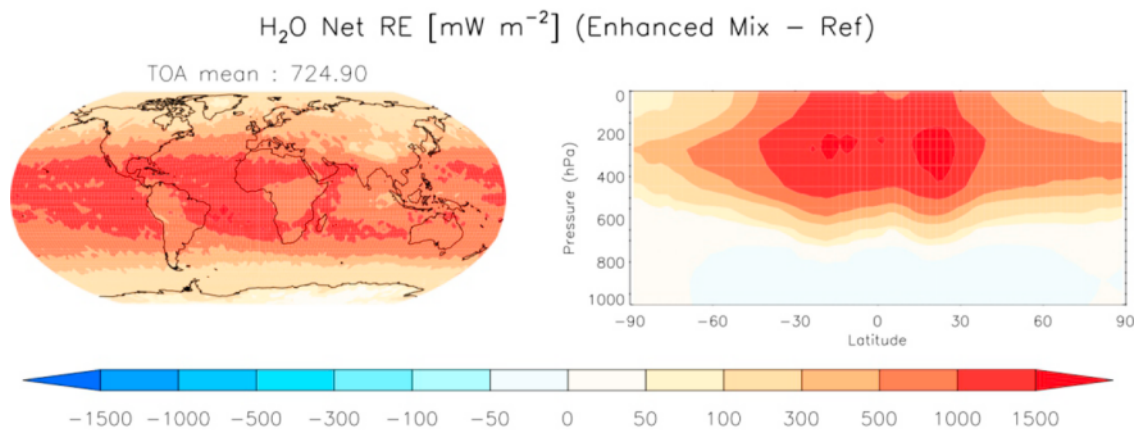 H₂O Net RE [mW m⁻²] (Enhanced Mix – Ref)
TOA mean : 724.90
0
200
400
600
800
1000
Pressure (hPa)
−90 −60 −30 0 30 60 90
Latitude
−1500 −1000 −500 −300 −100 −50 0 50 100 300 500 1000 1500